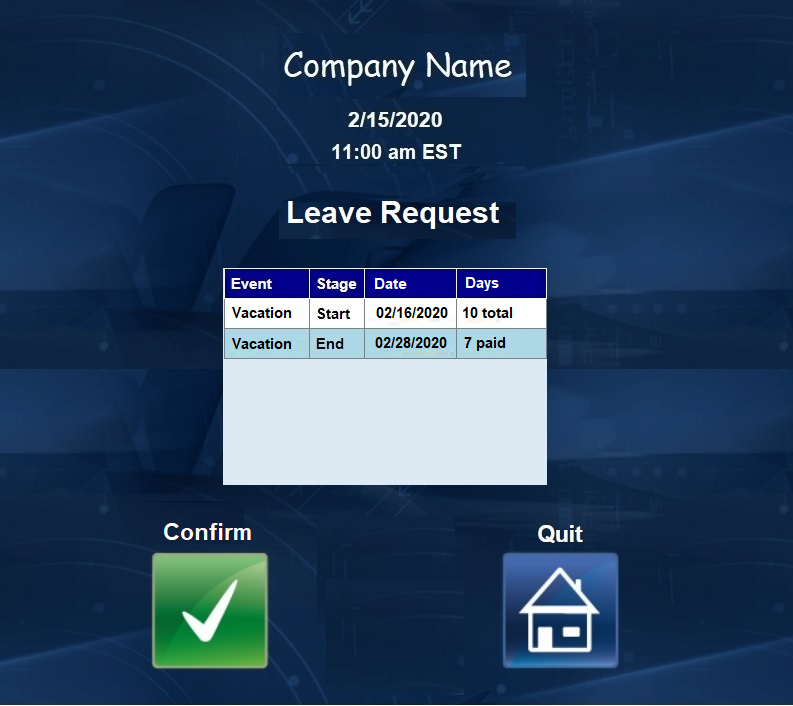 Company Name
2/15/2020
11:00 am EST
Leave Request
Event Stage Date Days
Vacation Start 02/16/2020 10 total
Vacation End 02/28/2020 7 paid
Confirm Quit